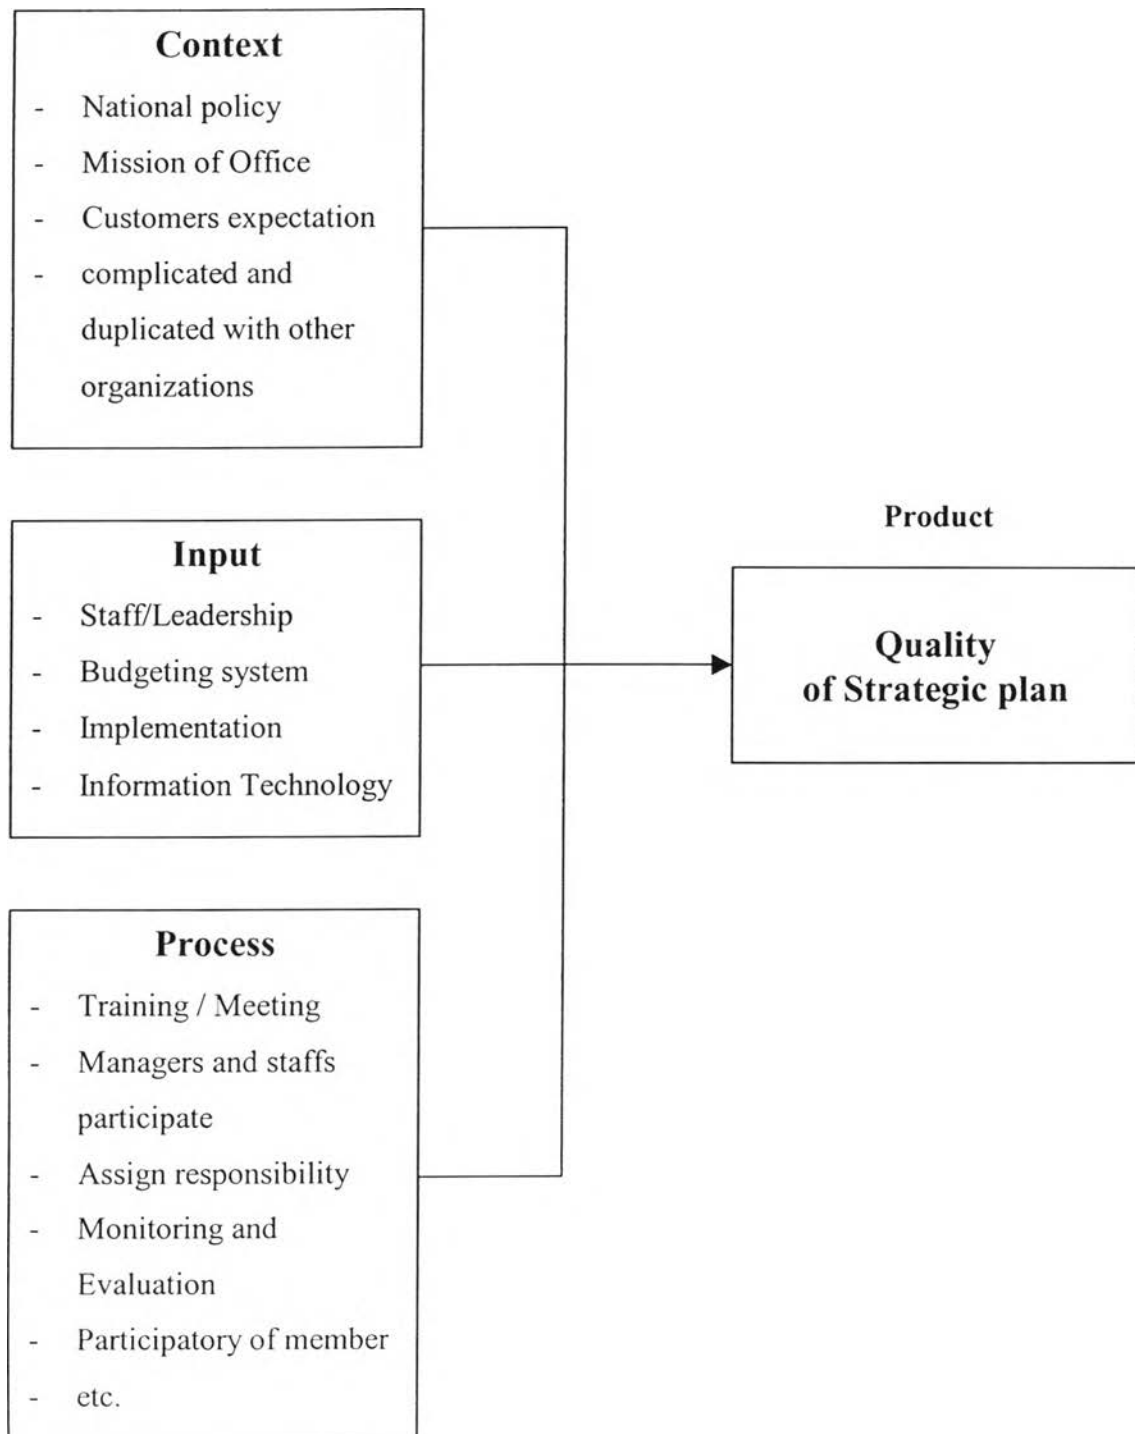 Context
- National policy
- Mission of Office
- Customers expectation
- complicated and
duplicated with other
organizations
Input
- Staff/Leadership
- Budgeting system
- Implementation
- Information Technology
Process
- Training / Meeting
- Managers and staffs
participate
- Assign responsibility
- Monitoring and
Evaluation
- Participatory of member
- etc.
Product
Quality
of Strategic plan